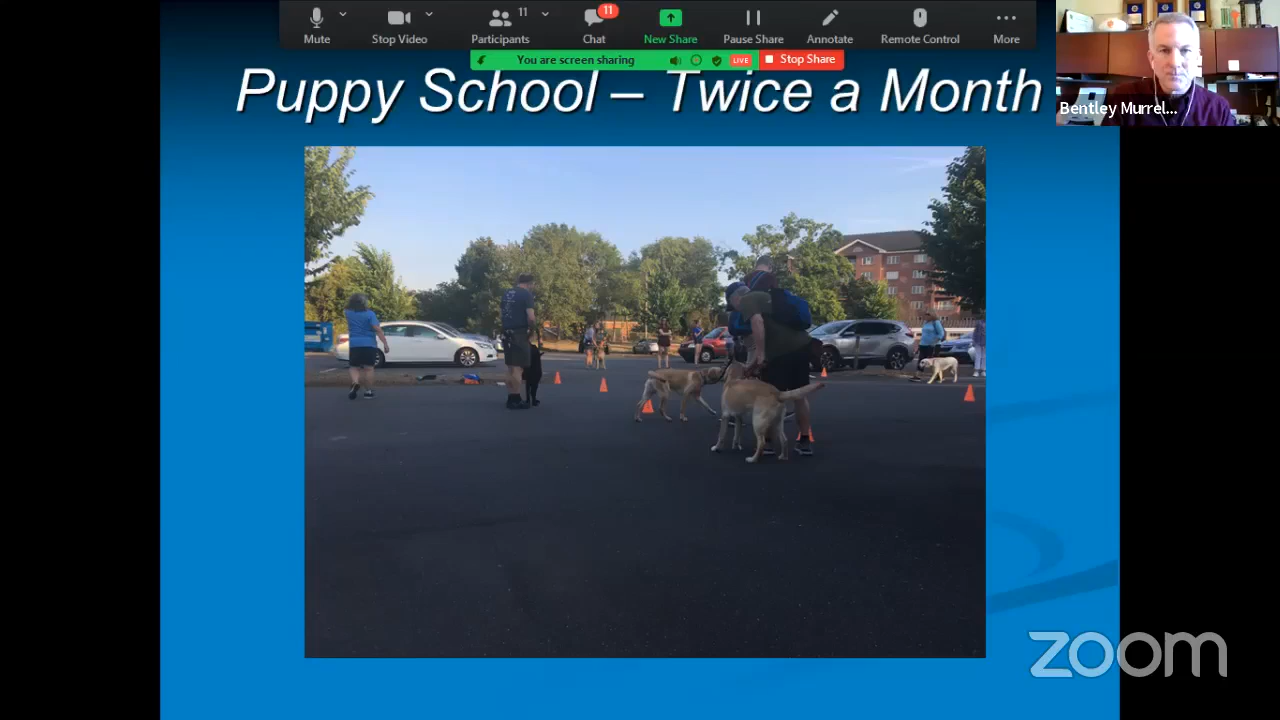 11
11
Mute
Stop Video
Participants
Chat
New Share
Pause Share
Annotate
Remote Control
More
You are screen sharing
LIVE
Stop Share
Puppy School – Twice a Month
Bentley Murrel...
zoom